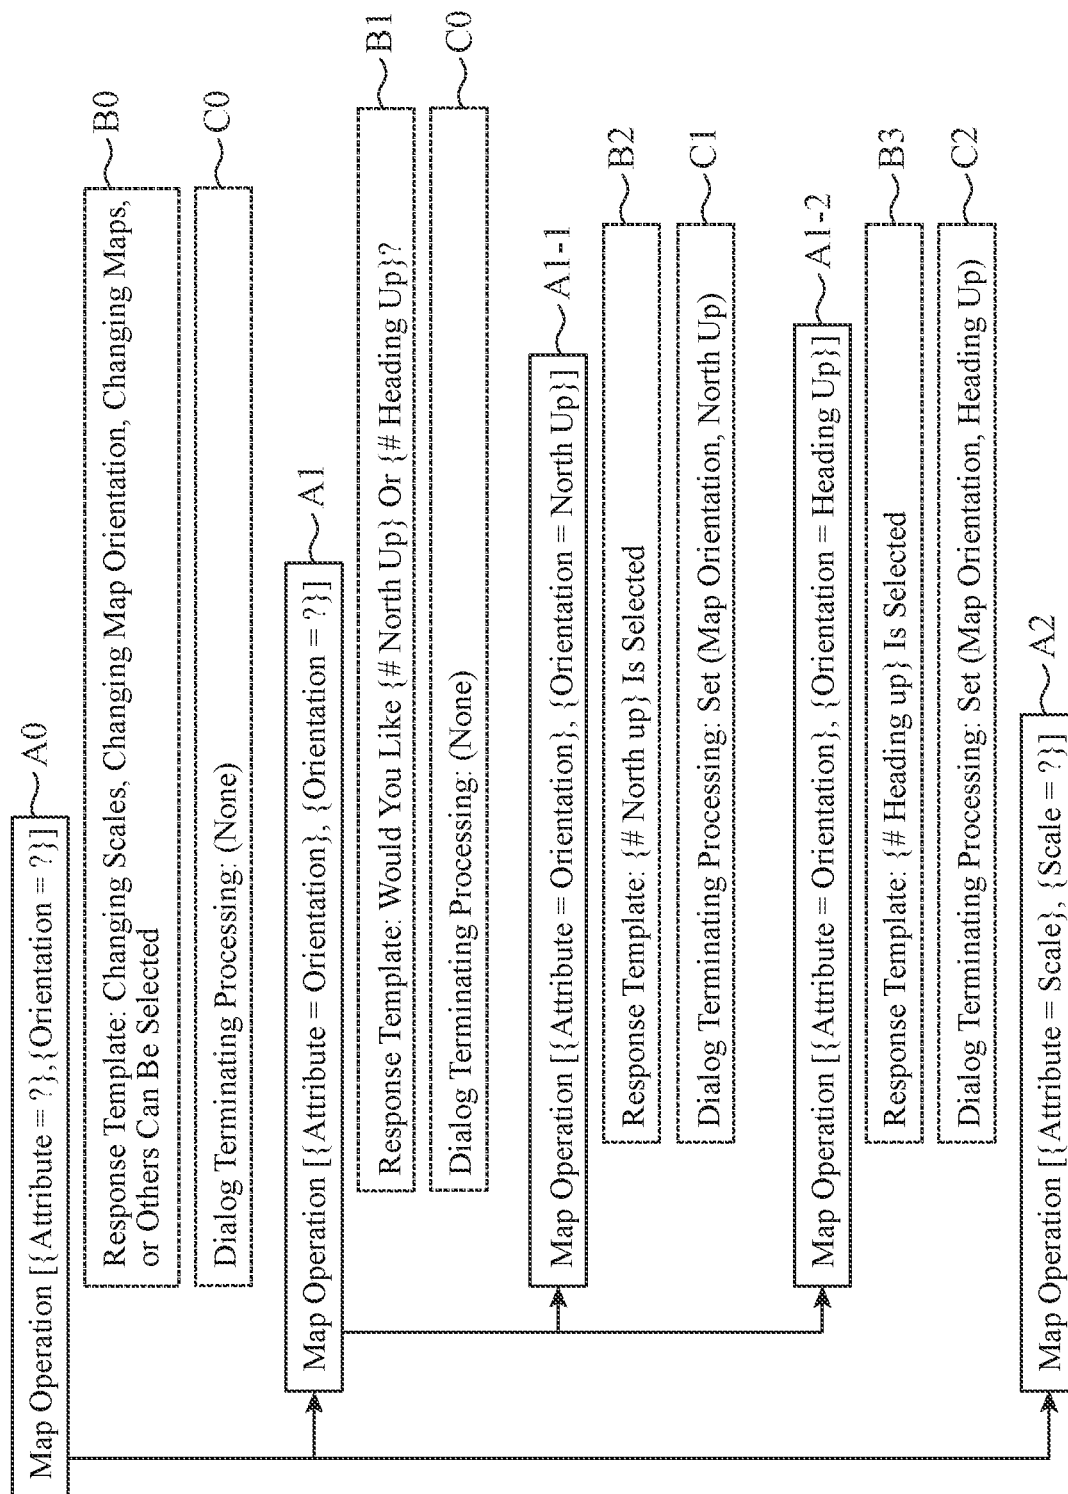 Map Operation [{Attribute = ?},{Orientation = ?}]
A0
Response Template: Changing Scales, Changing Map Orientation, Changing Maps,
or Others Can Be Selected
B0
Dialog Terminating Processing: (None)
C0
Map Operation [{Attribute = Orientation}, {Orientation = ?}]
A1
Response Template: Would You Like {# North Up} Or {# Heading Up}?
B1
Dialog Terminating Processing: (None)
C0
Map Operation [{Attribute = Orientation}, {Orientation = North Up}]
A1-1
Response Template: {# North up} Is Selected
B2
Dialog Terminating Processing: Set (Map Orientation, North Up)
C1
Map Operation [{Attribute = Orientation}, {Orientation = Heading Up}]
A1-2
Response Template: {# Heading up} Is Selected
B3
Dialog Terminating Processing: Set (Map Orientation, Heading Up)
C2
Map Operation [{Attribute = Scale}, {Scale = ?}]
A2